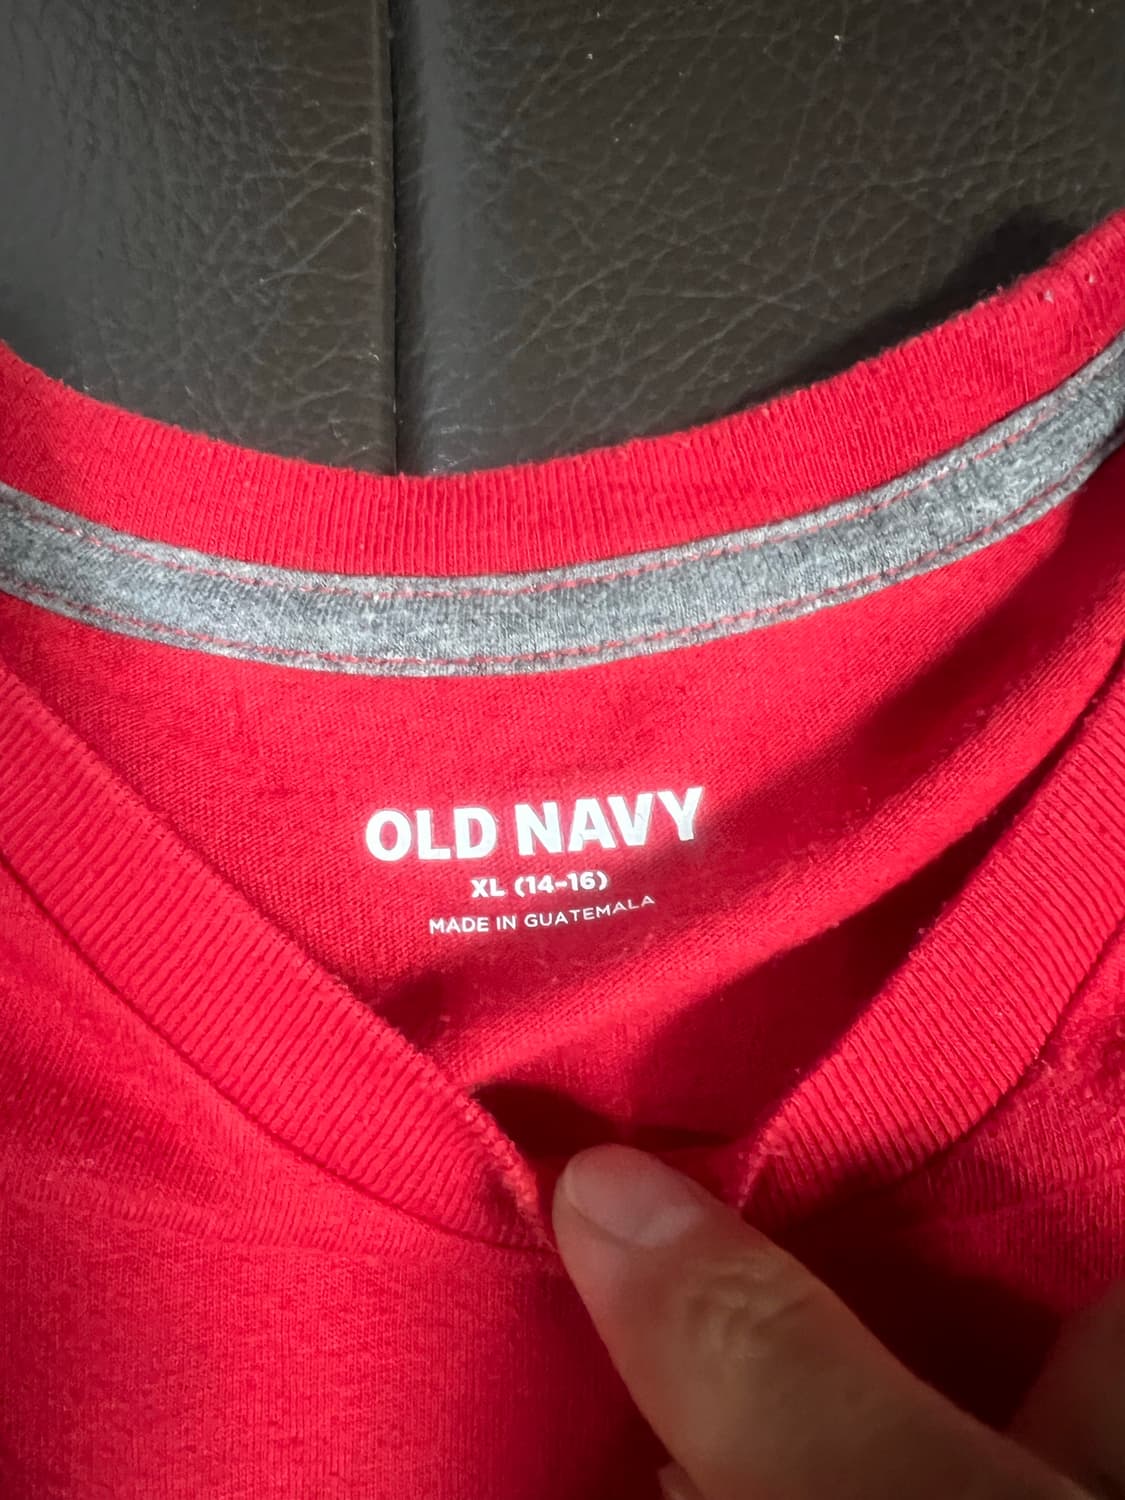 OLD NAVY
XL (14-16)
MADE IN GUATEMALA